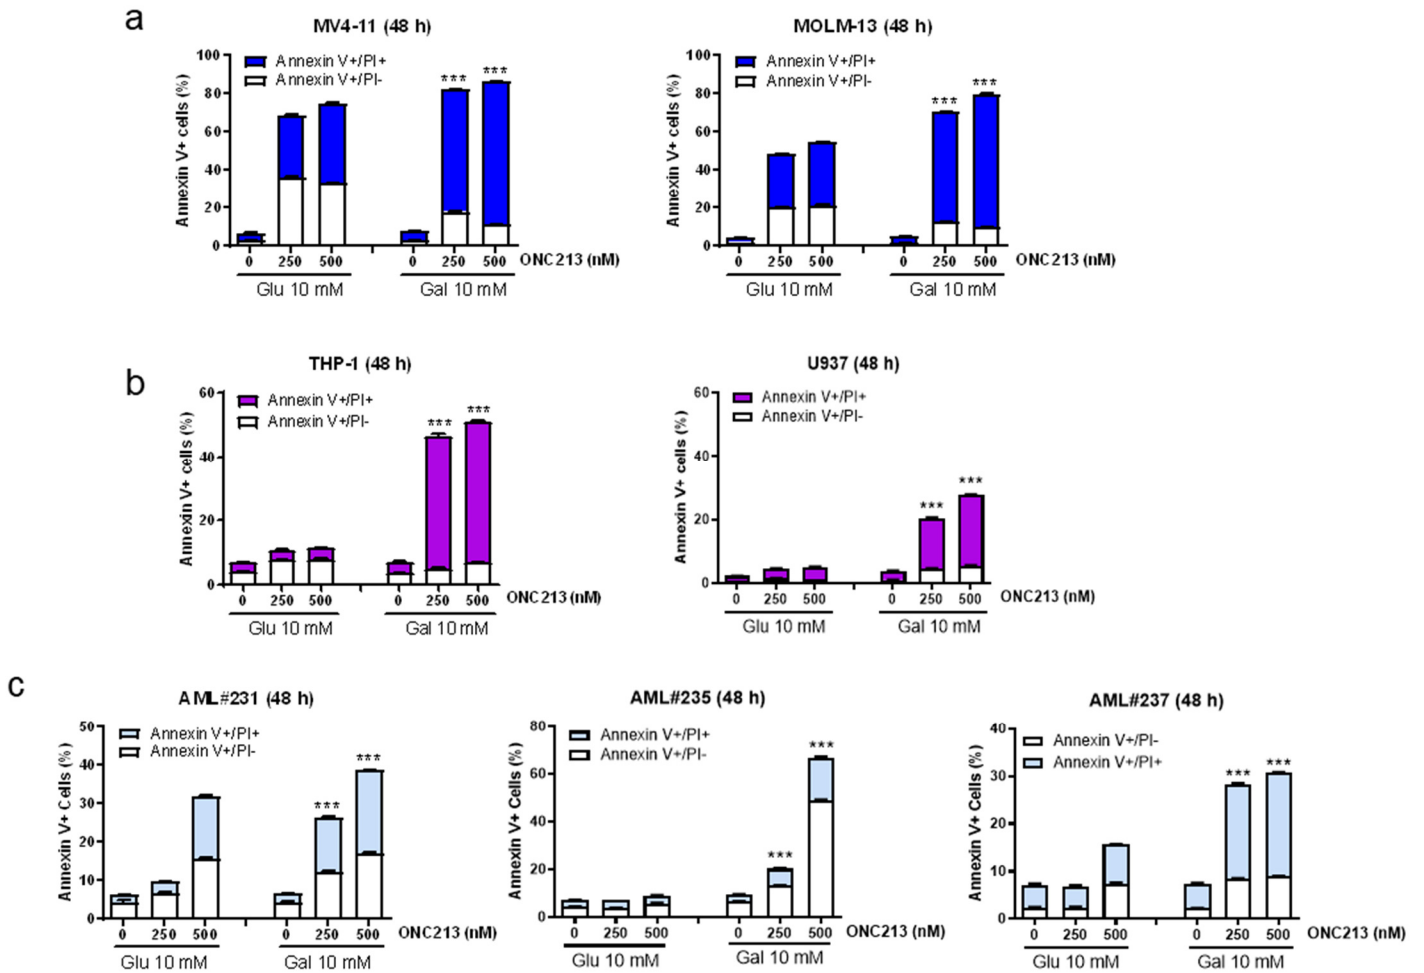 a
MV4-11 (48 h)
MOLM-13 (48 h)
100
80
60
40
20
0
Annexin V+ cells (%)
Annexin V+/PI+
Annexin V+/PI-
***
***
0 250 500 0 250 500 ONC213 (nM)
Glu 10 mM Gal 10 mM
100
80
60
40
20
0
Annexin V+ cells (%)
Annexin V+/PI+
Annexin V+/PI-
***
***
0 250 500 0 250 500 ONC213 (nM)
Glu 10 mM Gal 10 mM
b
THP-1 (48 h)
U937 (48 h)
60
40
20
0
Annexin V+ cells (%)
Annexin V+/PI+
Annexin V+/PI-
***
***
0 250 500 0 250 500 ONC213 (nM)
Glu 10 mM Gal 10 mM
60
40
20
0
Annexin V+ cells (%)
Annexin V+/PI+
Annexin V+/PI-
***
***
0 250 500 0 250 500 ONC213 (nM)
Glu 10 mM Gal 10 mM
c
AML#231 (48 h)
AML#235 (48 h)
AML#237 (48 h)
50
40
30
20
10
0
Annexin V+ Cells (%)
Annexin V+/PI+
Annexin V+/PI-
***
***
0 250 500 0 250 500 ONC213 (nM)
Glu 10 mM Gal 10 mM
80
60
40
20
0
Annexin V+ Cells (%)
Annexin V+/PI+
Annexin V+/PI-
***
***
0 250 500 0 250 500 ONC213 (nM)
Glu 10 mM Gal 10 mM
40
30
20
10
0
Annexin V+ Cells (%)
Annexin V+/PI-
Annexin V+/PI+
***
***
0 250 500 0 250 500 ONC213 (nM)
Glu 10 mM Gal 10 mM